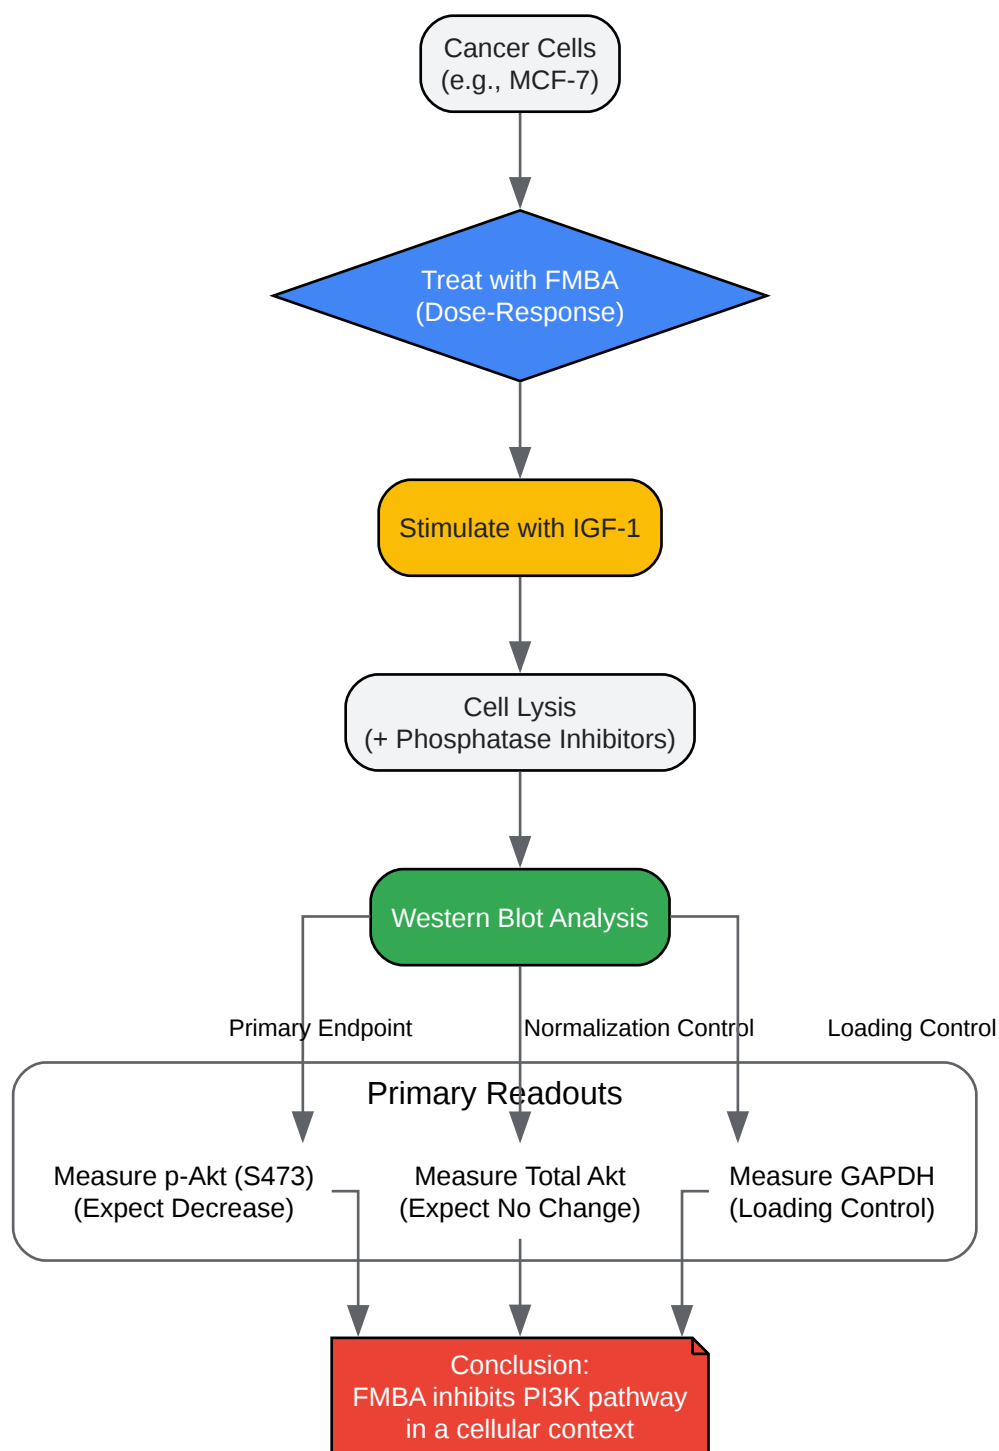 Cancer Cells
(e.g., MCF-7)
Treat with FMBA
(Dose-Response)
Stimulate with IGF-1
Cell Lysis
(+ Phosphatase Inhibitors)
Western Blot Analysis
Primary Endpoint
Normalization Control
Loading Control
Primary Readouts
Measure p-Akt (S473)
(Expect Decrease)
Measure Total Akt
(Expect No Change)
Measure GAPDH
(Loading Control)
Conclusion:
FMBA inhibits PI3K pathway
in a cellular context